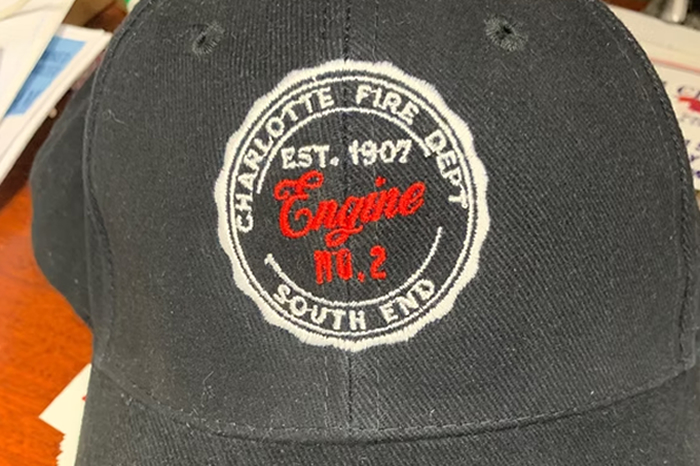 CHARLOTTE FIRE DEPT
EST. 1907
Engine
NO. 2
SOUTH END